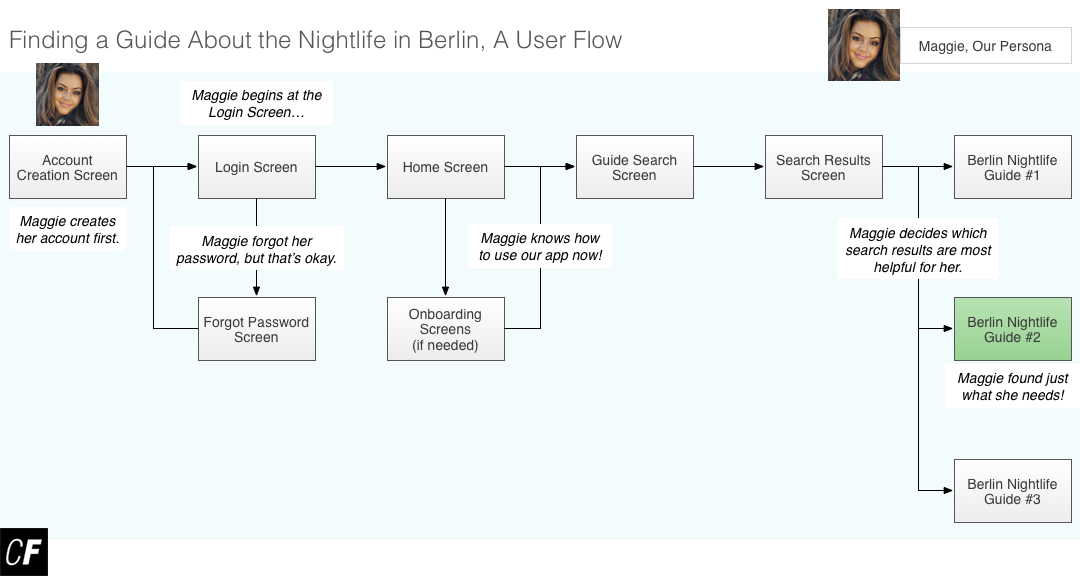 Finding a Guide About the Nightlife in Berlin, A User Flow
Maggie, Our Persona
Maggie begins at the
Login Screen…
Account
Creation Screen
Login Screen
Home Screen
Guide Search
Screen
Search Results
Screen
Berlin Nightlife
Guide #1
Maggie creates
her account first.
Maggie forgot her
password, but that’s okay.
Maggie knows how
to use our app now!
Maggie decides which
search results are most
helpful for her.
Forgot Password
Screen
Onboarding
Screens
(if needed)
Berlin Nightlife
Guide #2
Maggie found just
what she needs!
Berlin Nightlife
Guide #3
CF